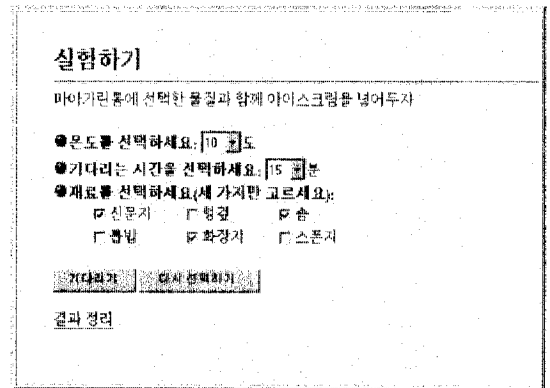 실험하기
마아가린통에 선택한 물질과 함께 아이스크림을 넣어두자
온도를 선택하세요: 10 도
기다리는 시간을 선택하세요: 15 분
재료를 선택하세요(세 가지만 고르세요):
신문지 헝겊 솜
톱밥 화장지 스폰지
기다리기 다시 선택하기
결과 정리